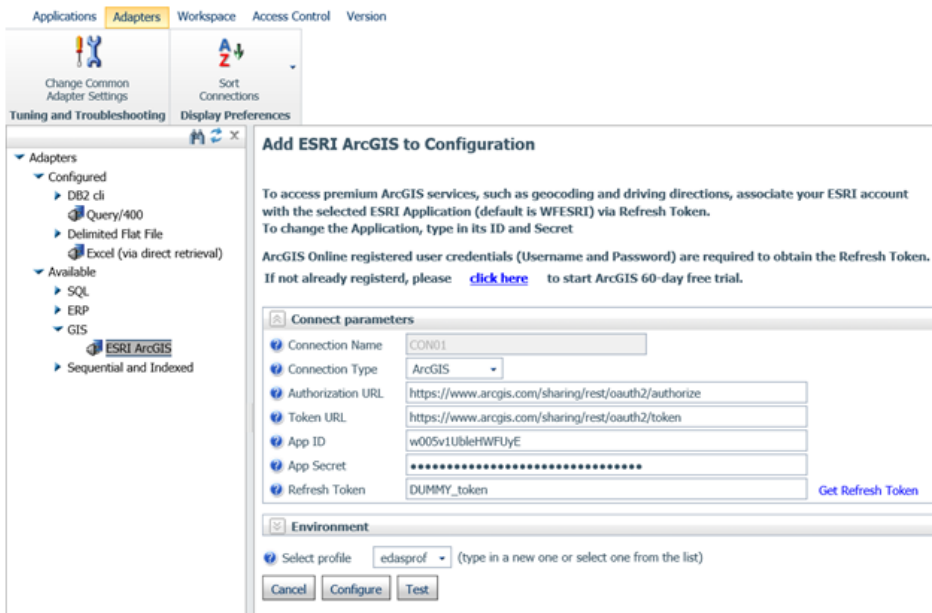 Applications Adapters Workspace Access Control Version
Change Common
Adapter Settings
Sort
Connections
Tuning and Troubleshooting Display Preferences
Adapters
Configured
DB2 cli
Query/400
Delimited Flat File
Excel (via direct retrieval)
Available
SQL
ERP
GIS
ESRI ArcGIS
Sequential and Indexed
Add ESRI ArcGIS to Configuration
To access premium ArcGIS services, such as geocoding and driving directions, associate your ESRI account
with the selected ESRI Application (default is WFESRI) via Refresh Token.
To change the Application, type in its ID and Secret
ArcGIS Online registered user credentials (Username and Password) are required to obtain the Refresh Token.
If not already registerd, please click here to start ArcGIS 60-day free trial.
Connect parameters
Connection Name CON01
Connection Type ArcGIS
Authorization URL https://www.arcgis.com/sharing/rest/oauth2/authorize
Token URL https://www.arcgis.com/sharing/rest/oauth2/token
App ID w005v1UbleHWFUyE
App Secret ••••••••••••••••••••••••••••••••
Refresh Token DUMMY_token Get Refresh Token
Environment
Select profile edasprof (type in a new one or select one from the list)
Cancel Configure Test